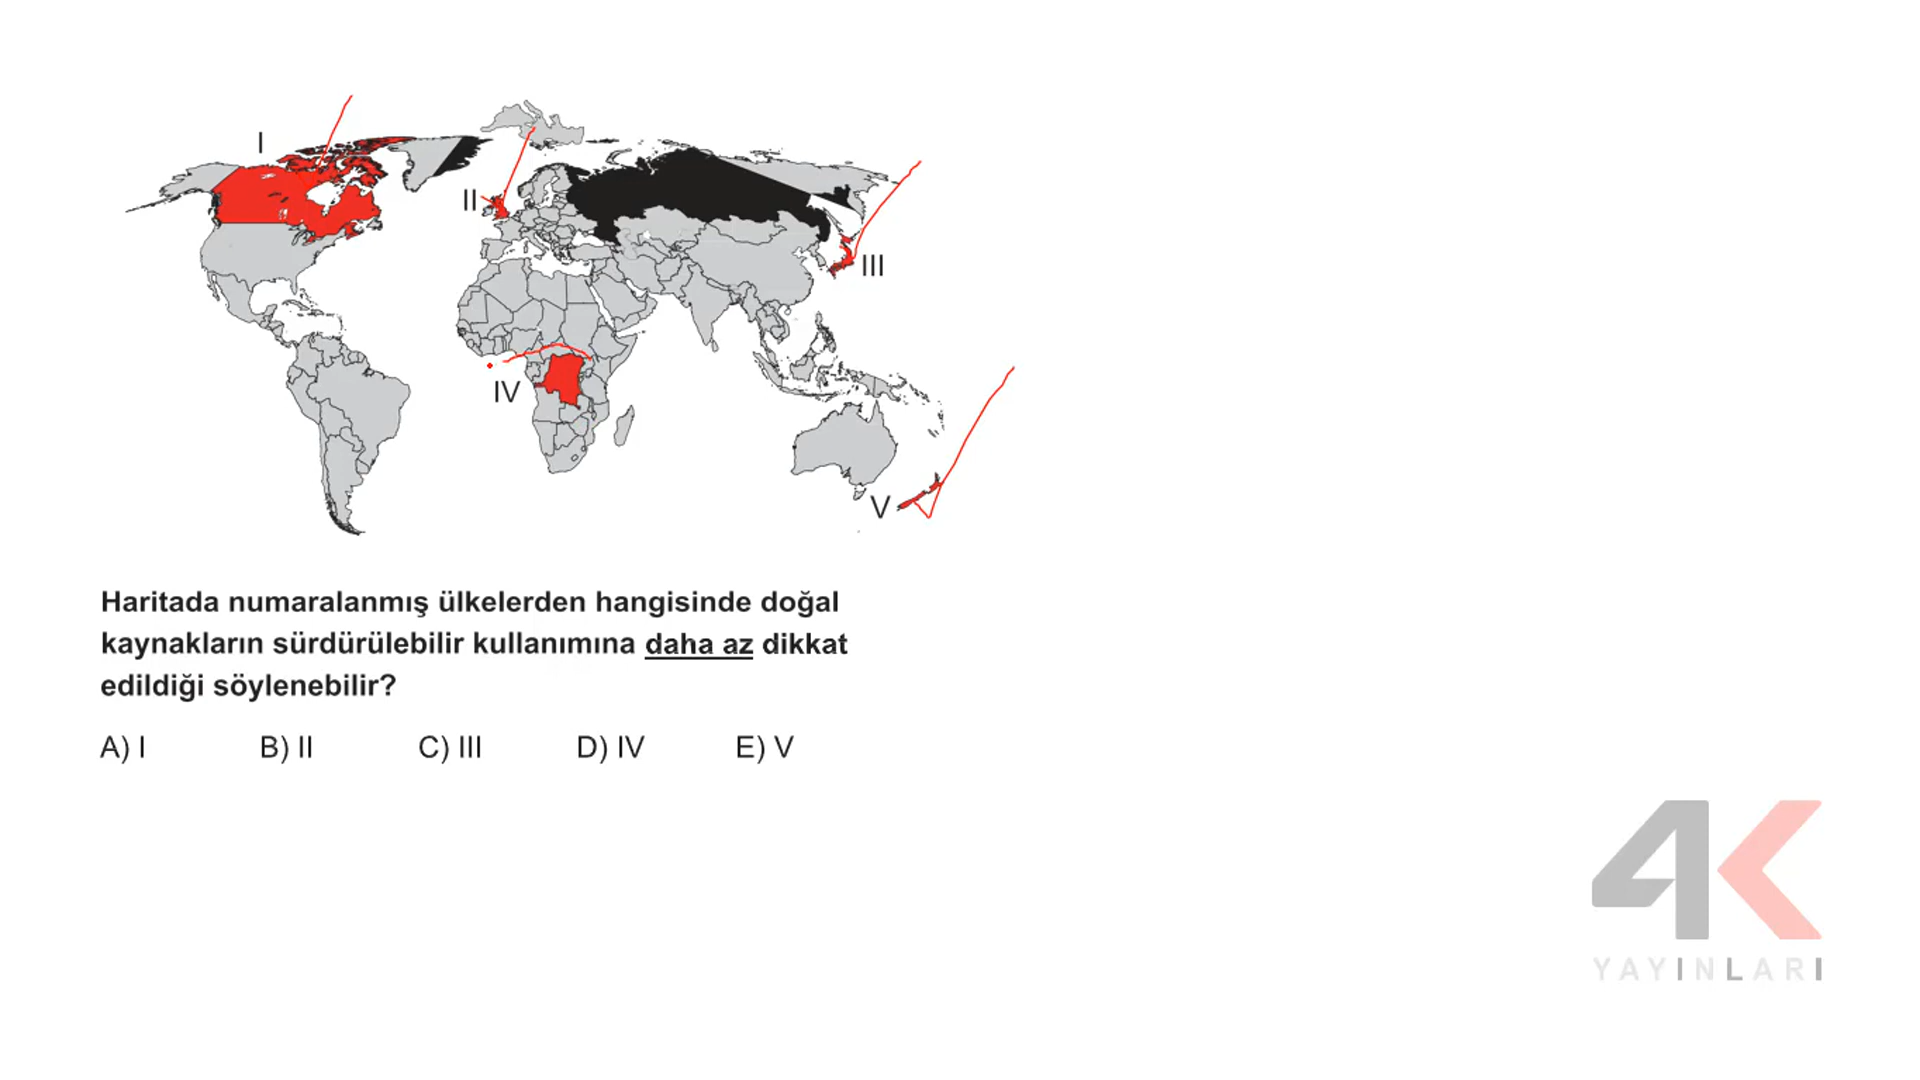 I
II
III
IV
V
Haritada numaralanmış ülkelerden hangisinde doğal
kaynakların sürdürülebilir kullanımına daha az dikkat
edildiği söylenebilir?
A) I B) II C) III D) IV E) V
4K
YAYINLARI